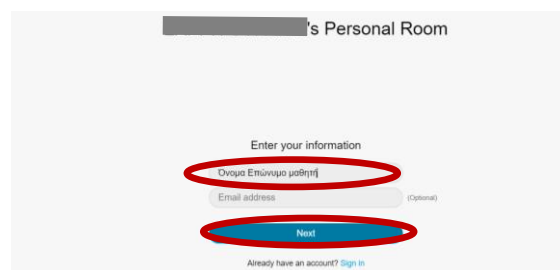 's Personal Room
Enter your information
Όνομα Επώνυμο μαθητή
Email address
(Optional)
Next
Already have an account? Sign in